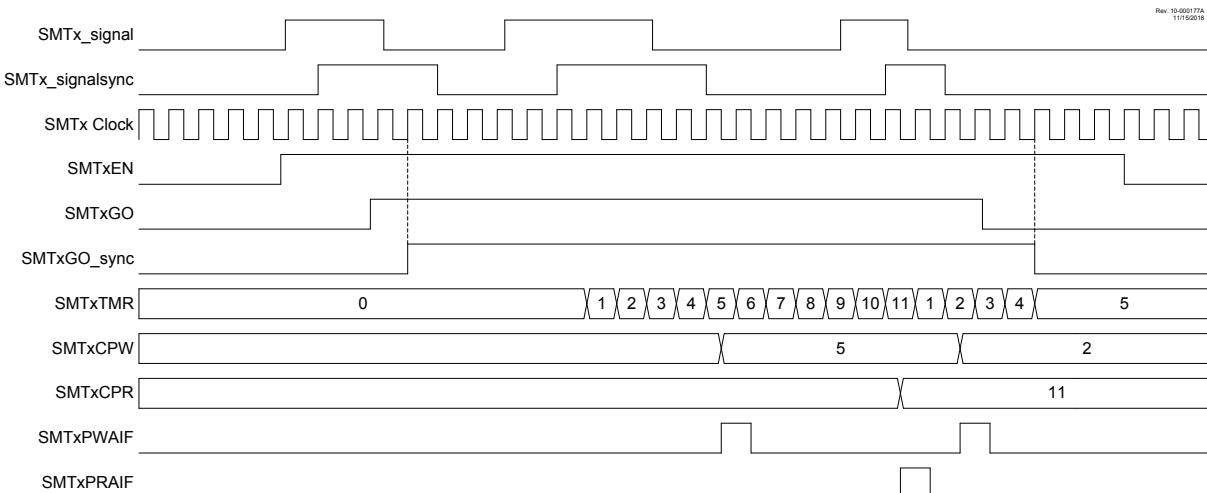 Rev. 10-000177A
11/15/2018
SMTx_signal
SMTx_signalsync
SMTx Clock
SMTxEN
SMTxGO
SMTxGO_sync
SMTxTMR 0 1 2 3 4 5 6 7 8 9 10 11 1 2 3 4 5
SMTxCPW 5 2
SMTxCPR 11
SMTxPWAIF
SMTxPRAIF